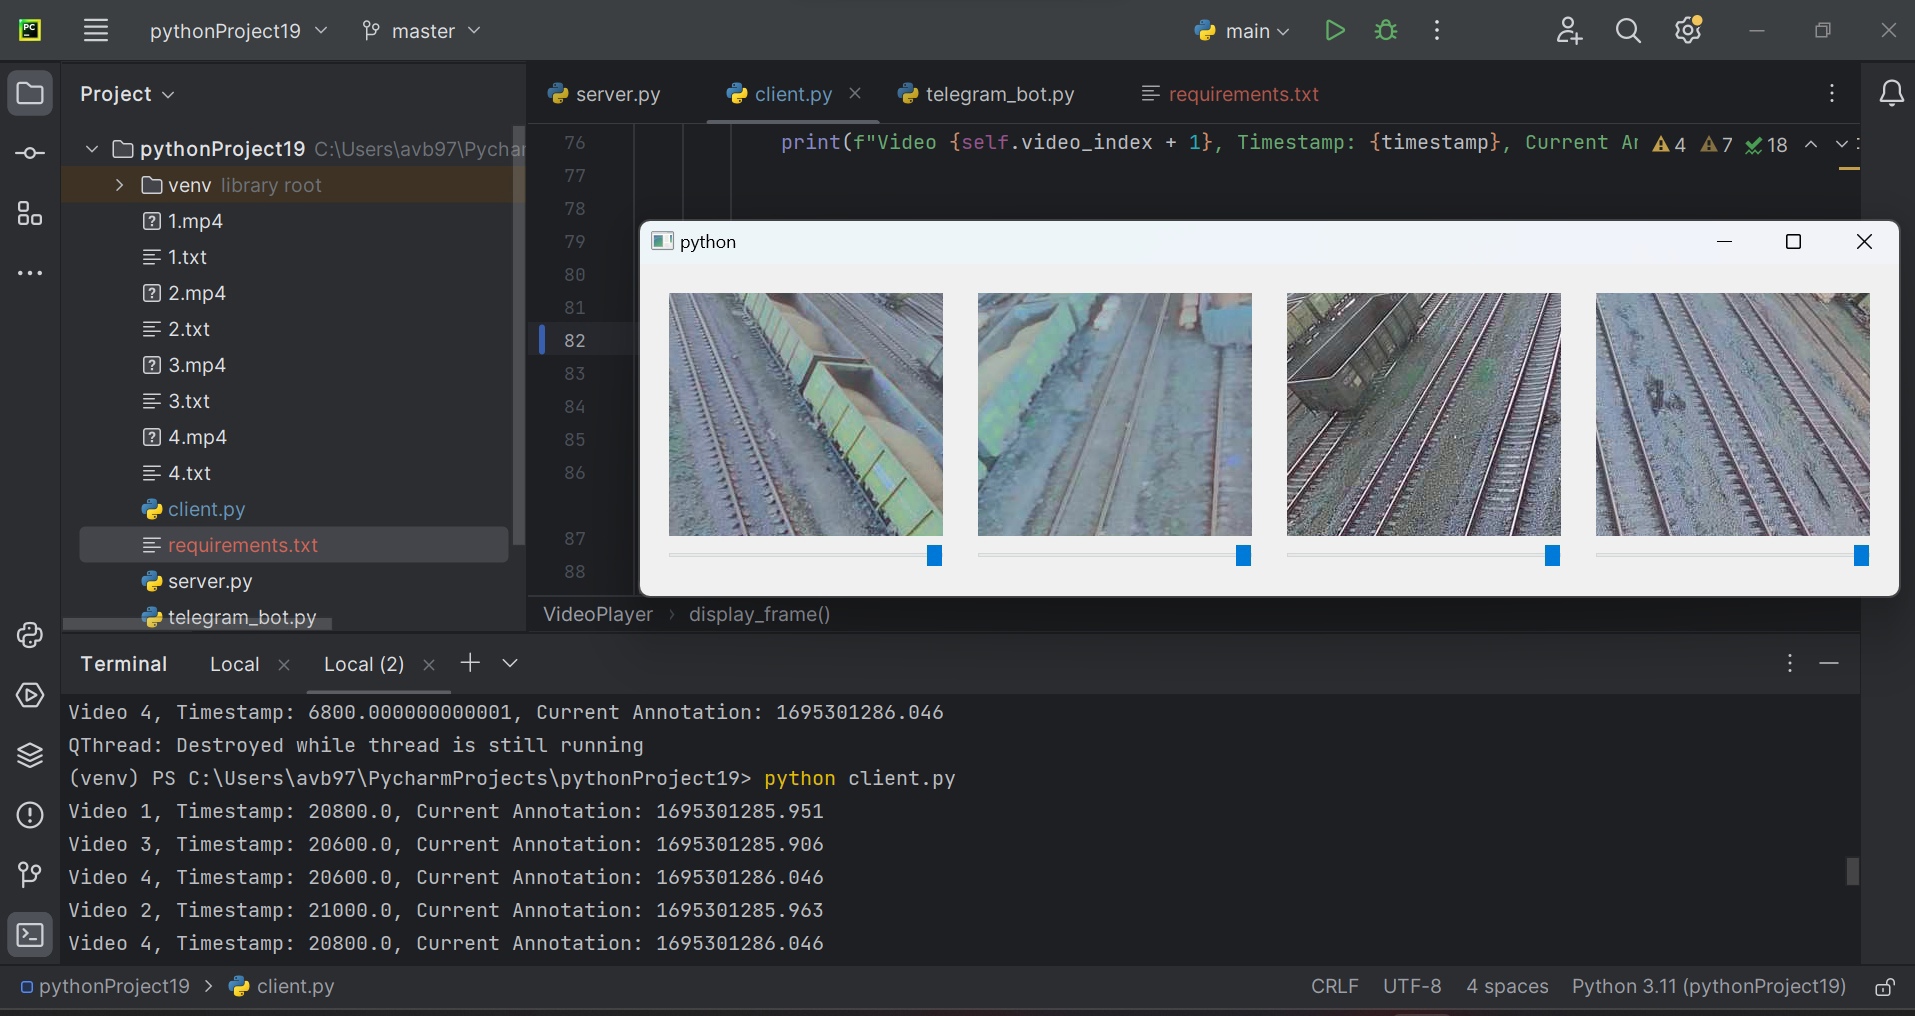 PC
pythonProject19
master
main
Project
server.py
client.py
telegram_bot.py
requirements.txt
pythonProject19 C:\Users\avb97\Pychar
venv library root
1.mp4
1.txt
2.mp4
2.txt
3.mp4
3.txt
4.mp4
4.txt
client.py
requirements.txt
server.py
telegram_bot.py
76 print(f"Video {self.video_index + 1}, Timestamp: {timestamp}, Current Ar 4 7 18
77
78
79
80
81
82
83
84
85
86
87
88
python
VideoPlayer › display_frame()
Terminal Local Local (2)
Video 4, Timestamp: 6800.000000000001, Current Annotation: 1695301286.046
QThread: Destroyed while thread is still running
(venv) PS C:\Users\avb97\PycharmProjects\pythonProject19> python client.py
Video 1, Timestamp: 20800.0, Current Annotation: 1695301285.951
Video 3, Timestamp: 20600.0, Current Annotation: 1695301285.906
Video 4, Timestamp: 20600.0, Current Annotation: 1695301286.046
Video 2, Timestamp: 21000.0, Current Annotation: 1695301285.963
Video 4, Timestamp: 20800.0, Current Annotation: 1695301286.046
pythonProject19 > client.py
CRLF UTF-8 4 spaces Python 3.11 (pythonProject19)